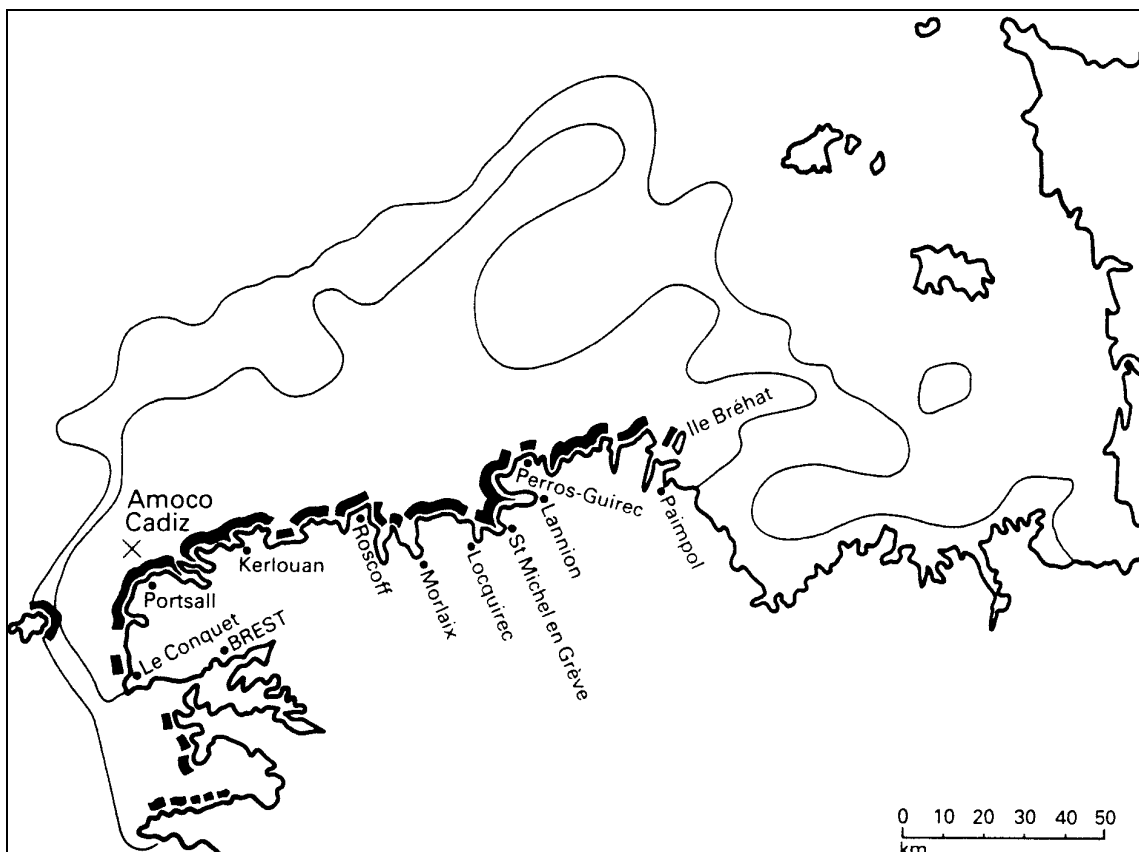 Ile Bréhat
Perros-Guirec
Lannion
Paimpol
Amoco
Cadiz
Kerlouan
Roscoff
Morlaix
Locquirec
St Michel en Grève
Portsall
Le Conquet
BREST
0 10 20 30 40 50
km